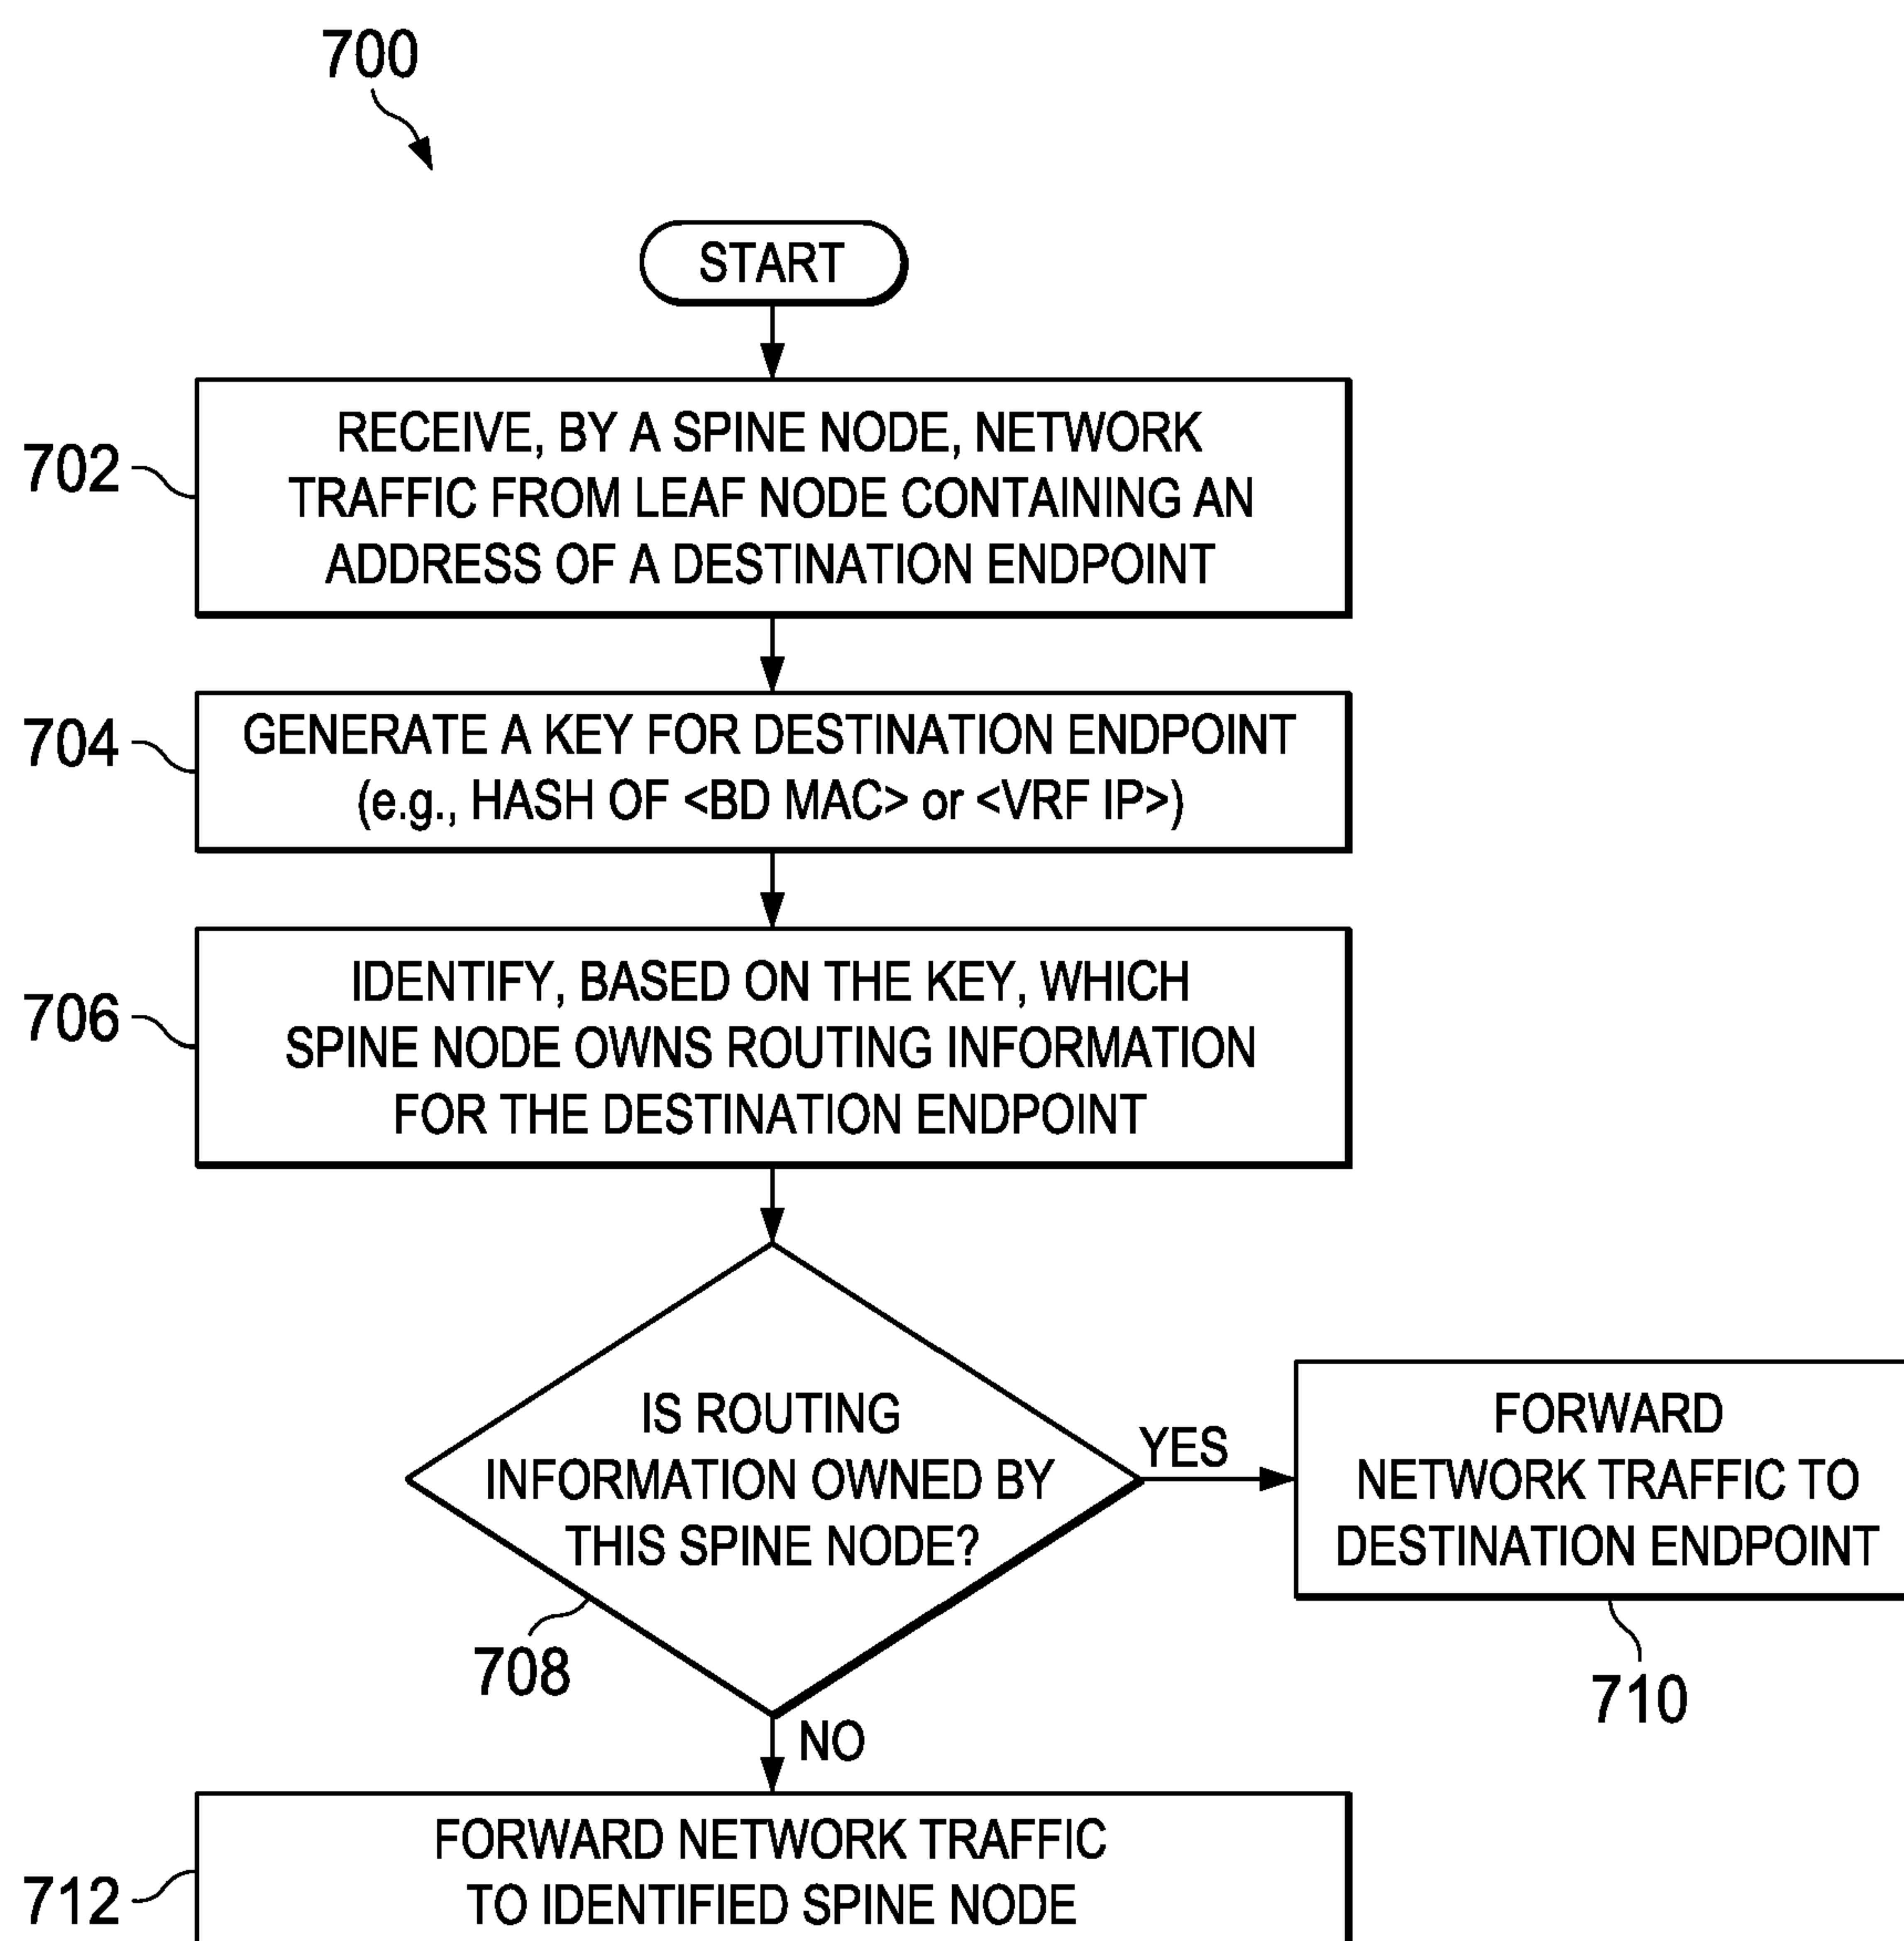 700
START
702
RECEIVE, BY A SPINE NODE, NETWORK
TRAFFIC FROM LEAF NODE CONTAINING AN
ADDRESS OF A DESTINATION ENDPOINT
704
GENERATE A KEY FOR DESTINATION ENDPOINT
(e.g., HASH OF <BD MAC> or <VRF IP>)
706
IDENTIFY, BASED ON THE KEY, WHICH
SPINE NODE OWNS ROUTING INFORMATION
FOR THE DESTINATION ENDPOINT
IS ROUTING
INFORMATION OWNED BY
THIS SPINE NODE?
708
YES
FORWARD
NETWORK TRAFFIC TO
DESTINATION ENDPOINT
710
NO
712
FORWARD NETWORK TRAFFIC
TO IDENTIFIED SPINE NODE